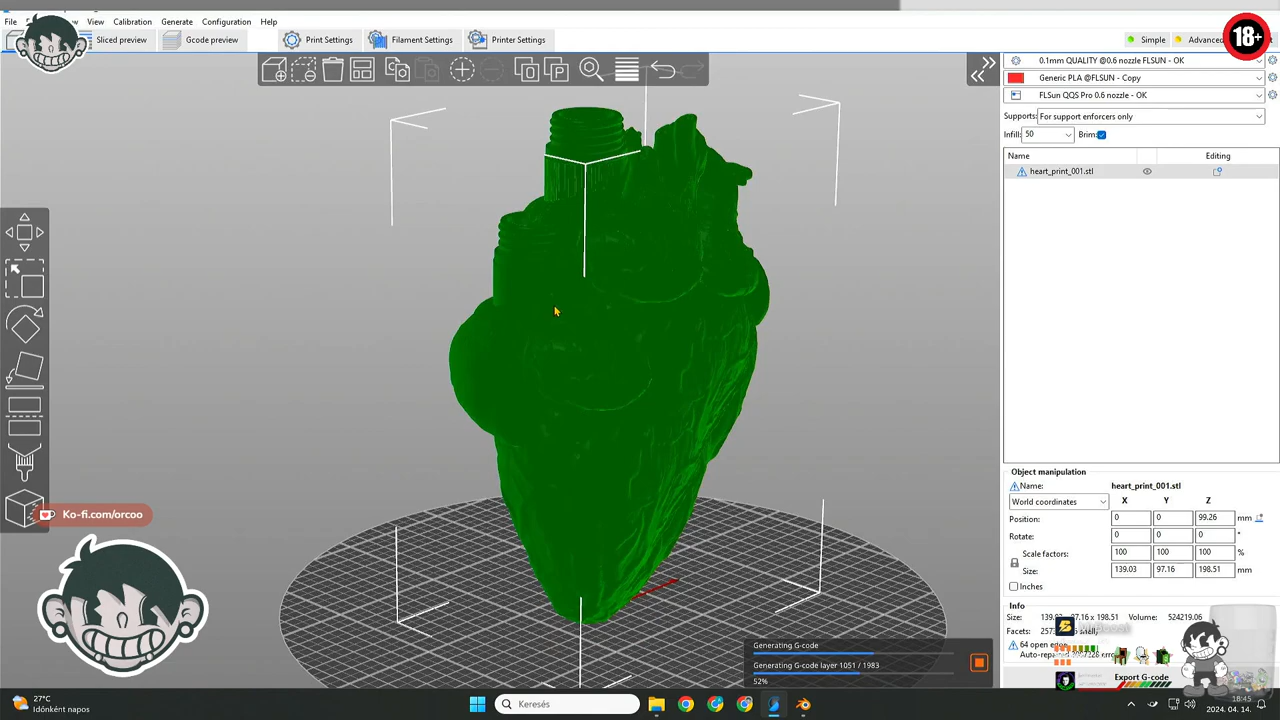 File
View
Calibration
Generate
Configuration
Help
Sliced preview
Gcode preview
Print Settings
Filament Settings
Printer Settings
Simple
18+
0.1mm QUALITY @0.6 nozzle FLSUN - OK
Generic PLA @FLSUN - Copy
FLSun QQS Pro 0.6 nozzle - OK
Supports:
For support enforcers only
Infill:
50
Brim:
Name
Editing
heart_print_001.stl
Object manipulation
Name:
heart_print_001.stl
World coordinates
X
Y
Z
Position:
0
0
99.26
mm
Rotate:
0
0
0
°
Scale factors:
100
100
100
%
Size:
139.03
97.16
198.51
mm
Inches
Info
Size:
Volume:
524219.06
Facets:
Export G-code
Ko-fi.com/orcoo
Generating G-code
Generating G-code layer 1051 / 1983
52%
27°C
Időnként napos
Keresés
18:45
2024. 04. 14.